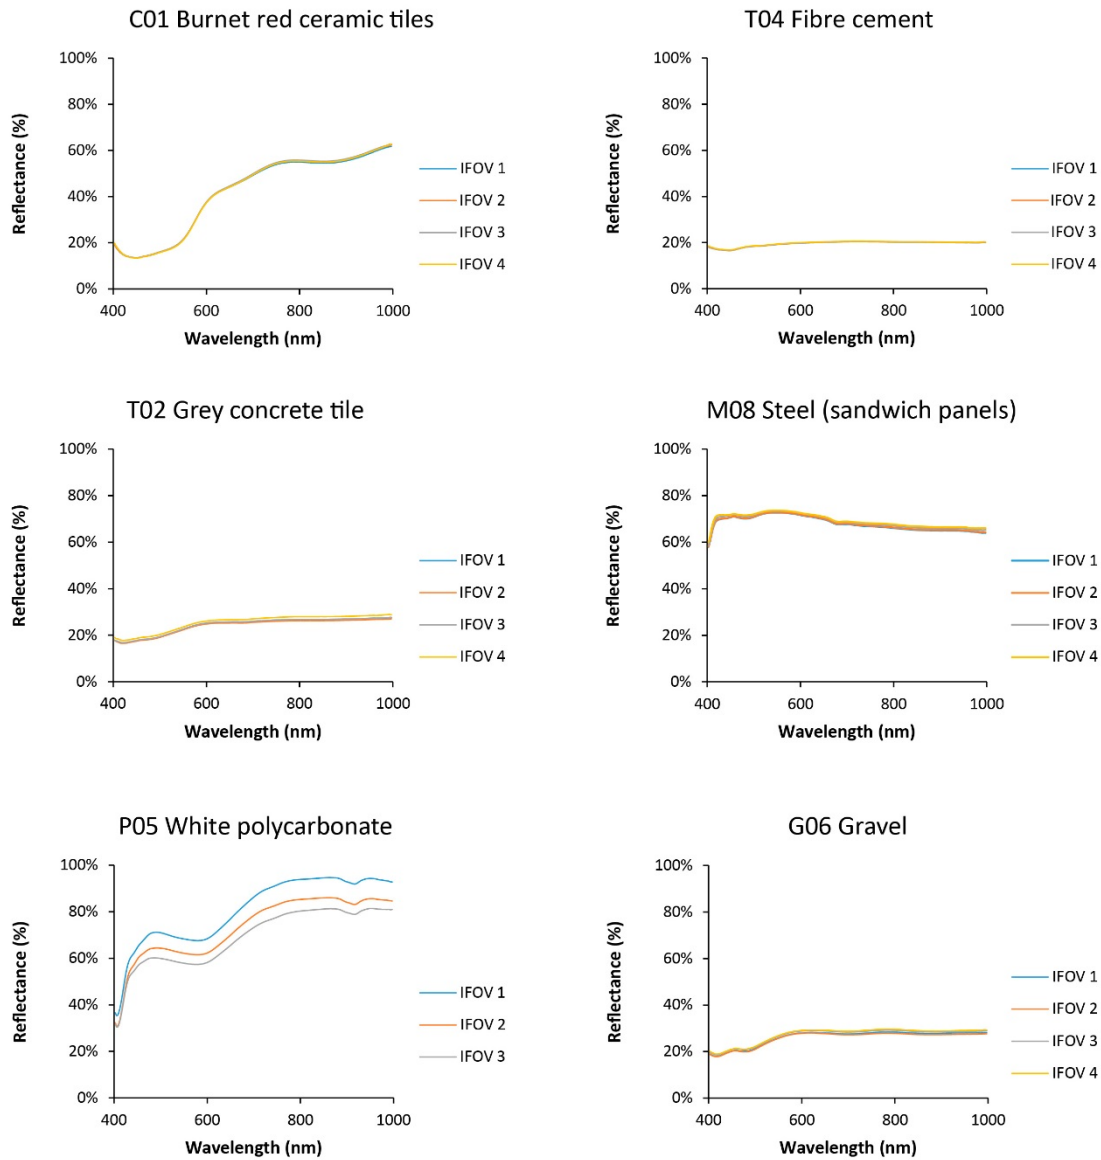 C01 Burnet red ceramic tiles
100%
80%
60%
40%
20%
0%
Reflectance (%)
400 600 800 1000
Wavelength (nm)
IFOV 1
IFOV 2
IFOV 3
IFOV 4
T04 Fibre cement
100%
80%
60%
40%
20%
0%
Reflectance (%)
400 600 800 1000
Wavelength (nm)
IFOV 1
IFOV 2
IFOV 3
IFOV 4
T02 Grey concrete tile
100%
80%
60%
40%
20%
0%
Reflectance (%)
400 600 800 1000
Wavelength (nm)
IFOV 1
IFOV 2
IFOV 3
IFOV 4
M08 Steel (sandwich panels)
100%
80%
60%
40%
20%
0%
Reflectance (%)
400 600 800 1000
Wavelength (nm)
IFOV 1
IFOV 2
IFOV 3
IFOV 4
P05 White polycarbonate
100%
80%
60%
40%
20%
0%
Reflectance (%)
400 600 800 1000
Wavelength (nm)
IFOV 1
IFOV 2
IFOV 3
G06 Gravel
100%
80%
60%
40%
20%
0%
Reflectance (%)
400 600 800 1000
Wavelength (nm)
IFOV 1
IFOV 2
IFOV 3
IFOV 4